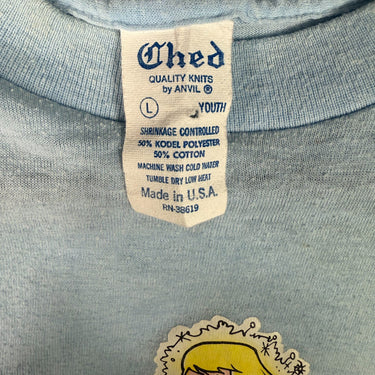 Ched
QUALITY KNITS
by ANVIL ®
L YOUTH
SHRINKAGE CONTROLLED
50% KODEL POLYESTER
50% COTTON
MACHINE WASH COLD WATER
TUMBLE DRY LOW HEAT
Made in U.S.A.
RN-38619